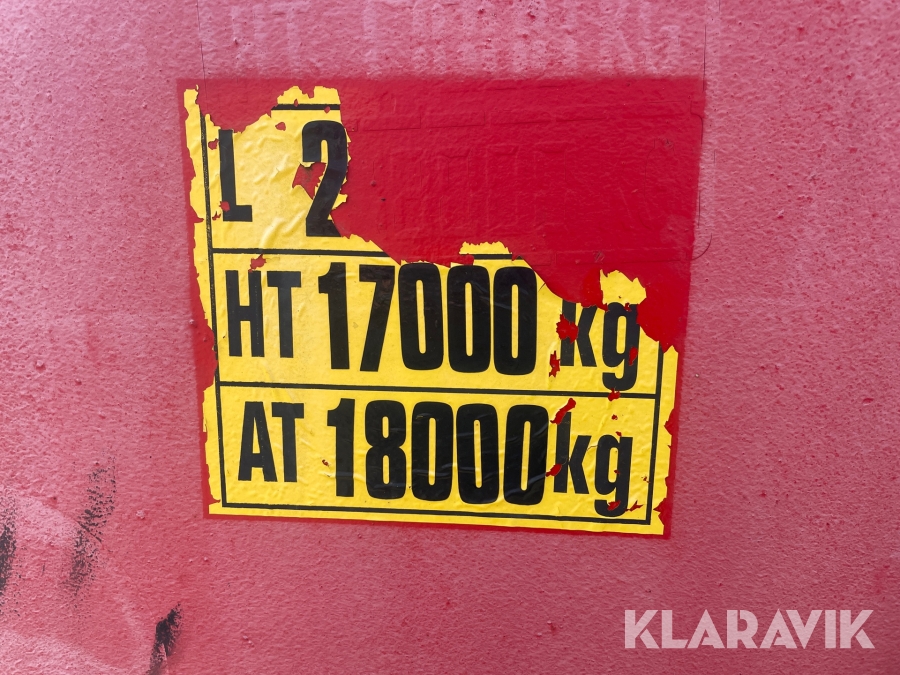 L 2
HT 17000 kg
AT 18000 kg
KLARAVIK